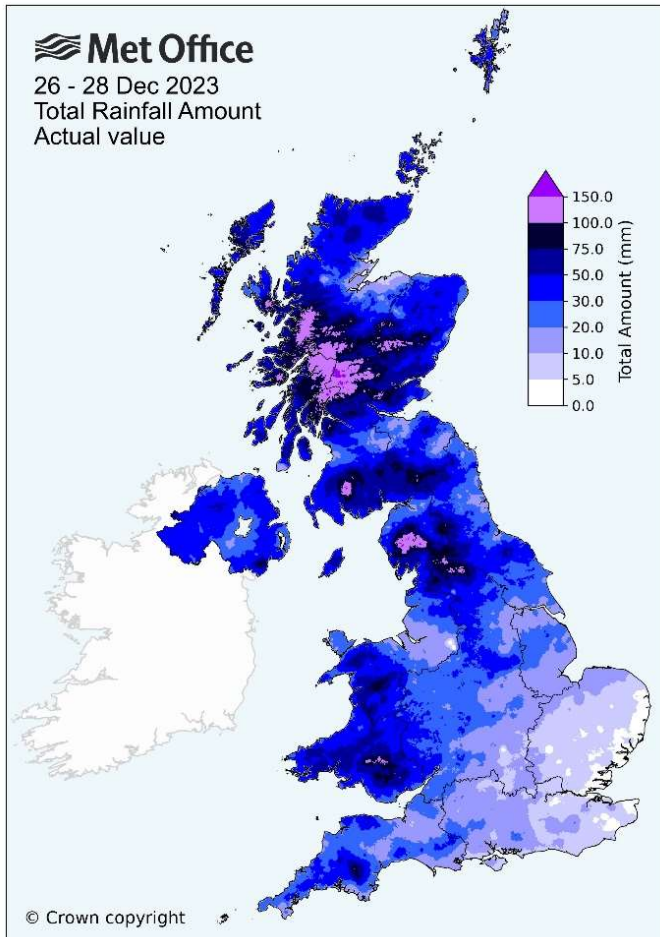 Met Office
26 - 28 Dec 2023
Total Rainfall Amount
Actual value
150.0
100.0
75.0
50.0
30.0
20.0
10.0
5.0
0.0
Total Amount (mm)
© Crown copyright